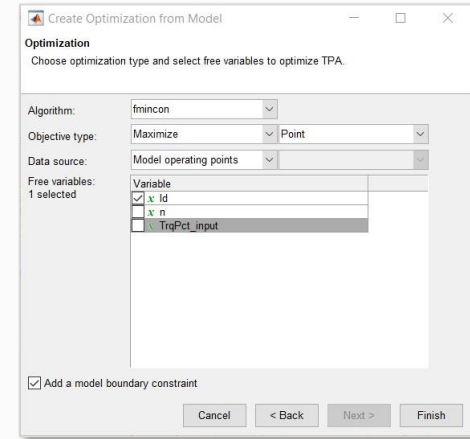 Create Optimization from Model
Optimization
Choose optimization type and select free variables to optimize TPA.
Algorithm: fmincon
Objective type: Maximize Point
Data source: Model operating points
Free variables:
1 selected
Variable
x Id
x n
x TrqPct_input
Add a model boundary constraint
Cancel < Back Next > Finish